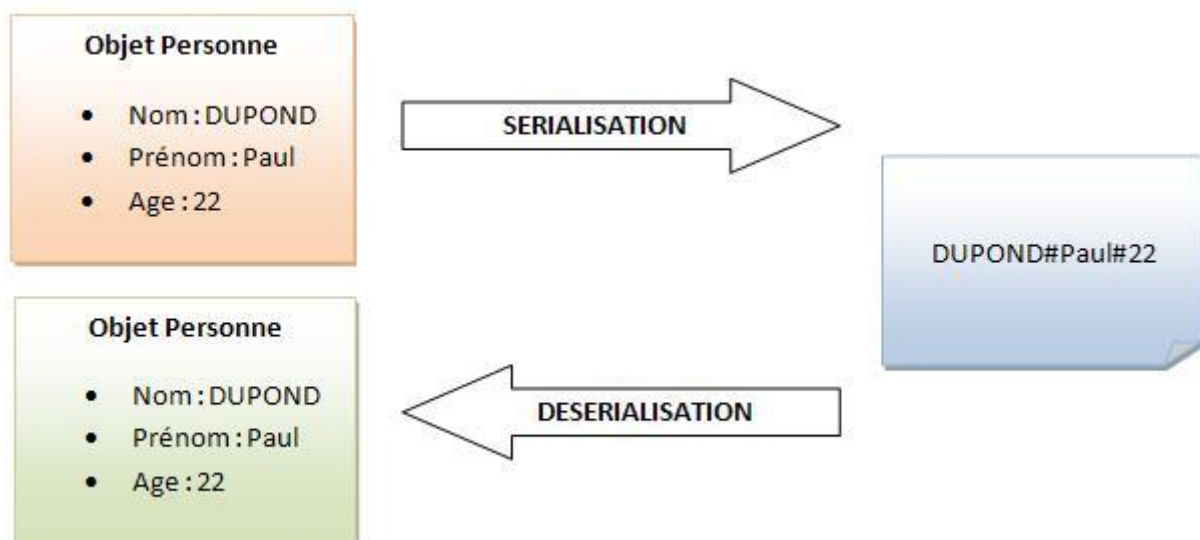 Objet Personne
• Nom : DUPOND
• Prénom : Paul
• Age : 22
SERIALISATION
DUPOND#Paul#22
Objet Personne
• Nom : DUPOND
• Prénom : Paul
• Age : 22
DESERIALISATION